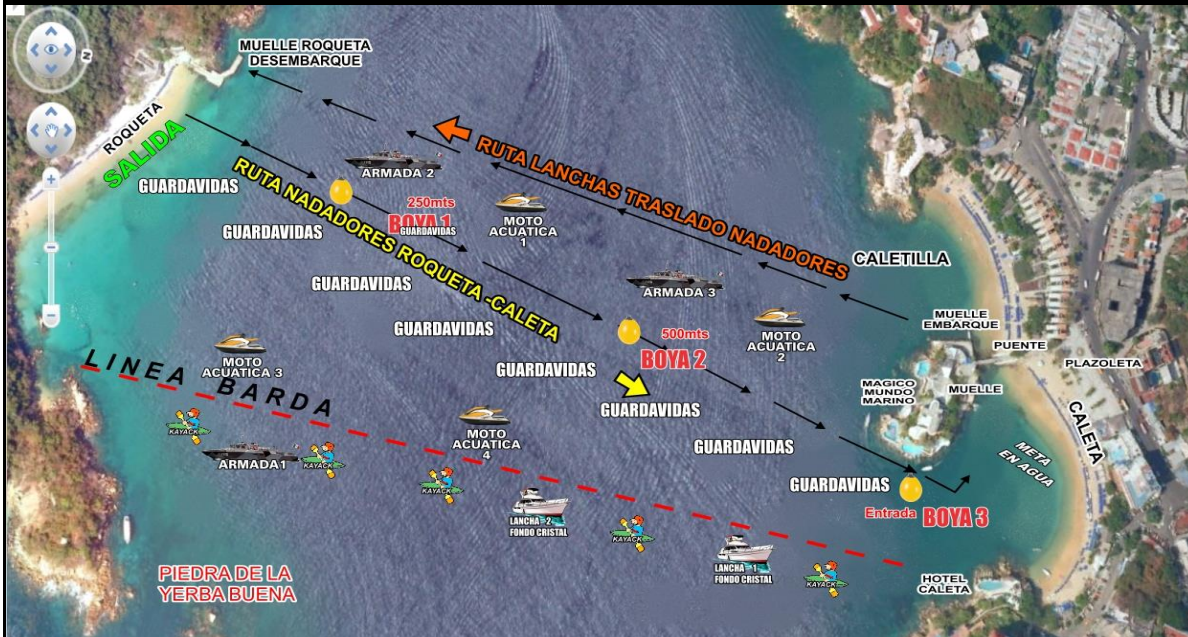 N
MUELLE ROQUETA
DESEMBARQUE
ROQUETA
SALIDA
GUARDAVIDAS
ARMADA 2
RUTA LANCHAS TRASLADO NADADORES
RUTA NADADORES ROQUETA -CALETA
250mts
BOYA 1
GUARDAVIDAS
MOTO
ACUATICA
1
GUARDAVIDAS
CALETILLA
GUARDAVIDAS
ARMADA 3
MUELLE
EMBARQUE
GUARDAVIDAS
500mts
BOYA 2
MOTO
ACUATICA
2
PUENTE
PLAZOLETA
MOTO
ACUATICA 3
LINEA BARDA
GUARDAVIDAS
MAGICO
MUNDO
MARINO
MUELLE
GUARDAVIDAS
CALETA
KAYACK
MOTO
ACUATICA
4
GUARDAVIDAS
META
EN AGUA
ARMADA1
KAYACK
KAYACK
GUARDAVIDAS
Entrada
BOYA 3
LANCHA 2
FONDO CRISTAL
KAYACK
LANCHA 1
FONDO CRISTAL
KAYACK
HOTEL
CALETA
PIEDRA DE LA
YERBA BUENA